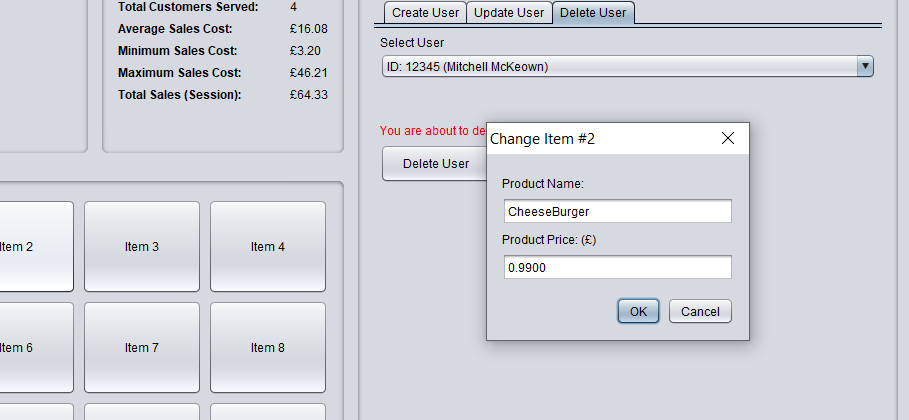 Total Customers Served: 4
Average Sales Cost: £16.08
Minimum Sales Cost: £3.20
Maximum Sales Cost: £46.21
Total Sales (Session): £64.33
Item 2
Item 3
Item 4
Item 6
Item 7
Item 8
Create User
Update User
Delete User
Select User
ID: 12345 (Mitchell McKeown)
You are about to de
Delete User
Change Item #2
Product Name:
CheeseBurger
Product Price: (£)
0.9900
OK
Cancel